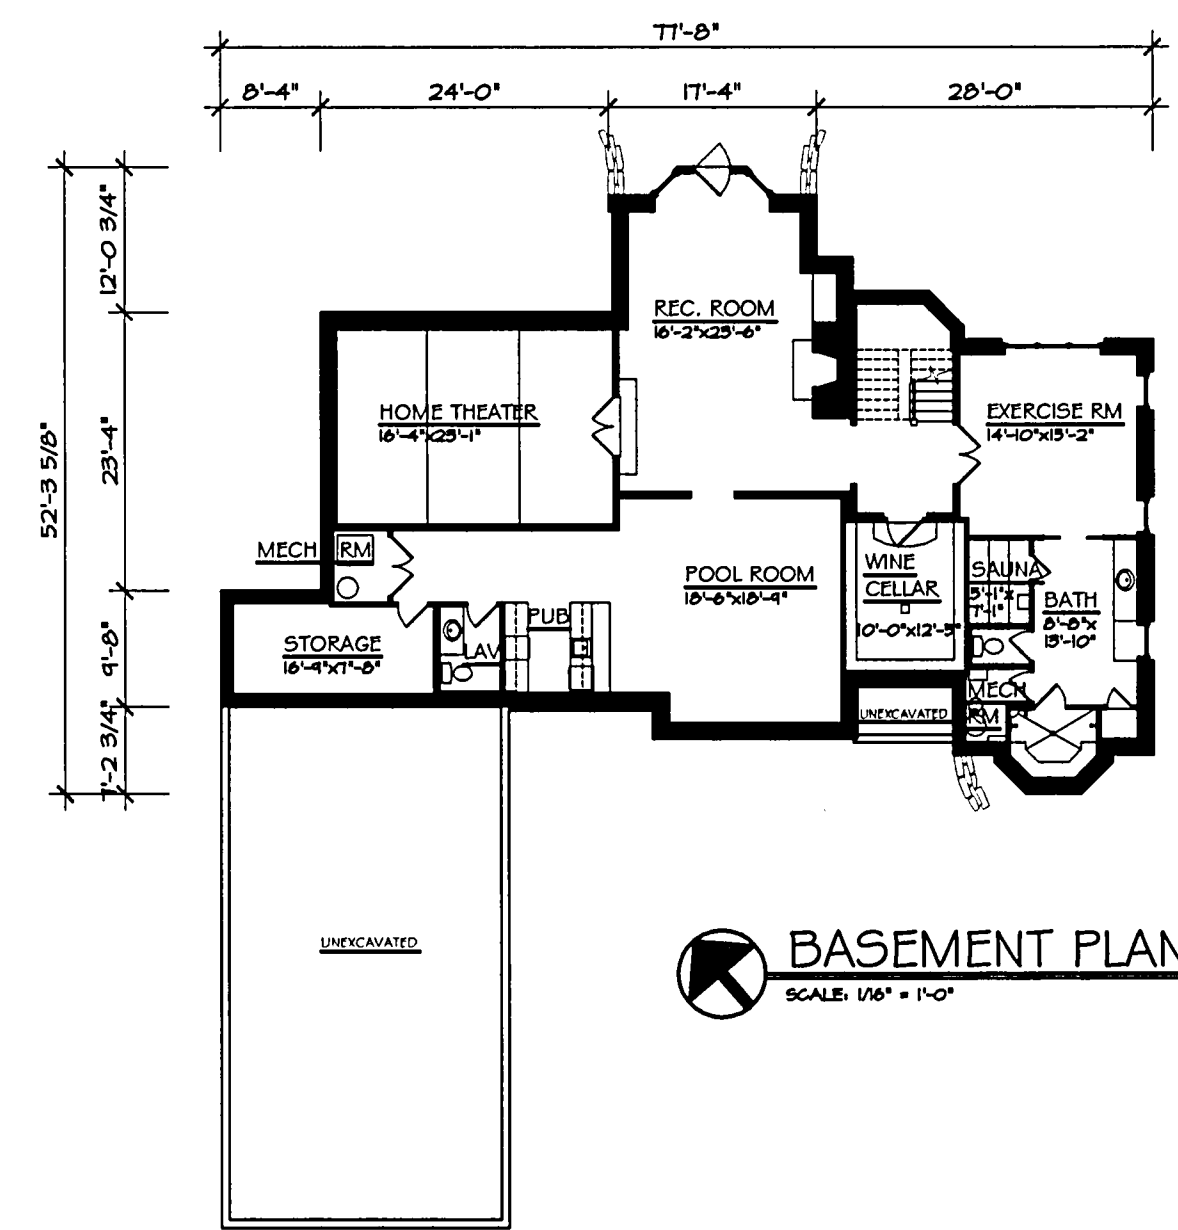 77'-8"
8'-4"
24'-0"
17'-4"
28'-0"
12'-0 3/4"
52'-3 5/8"
23'-4"
9'-8"
7'-2 3/4"
REC. ROOM
16'-2"x23'-6"
HOME THEATER
16'-4"x23'-1"
EXERCISE RM
14'-10"x15'-2"
MECH RM
POOL ROOM
18'-6"x18'-9"
WINE
CELLAR
10'-0"x12'-5"
SAUNA
5'-1"x
7'-1"
BATH
8'-8"x
13'-10"
PUB
STORAGE
16'-9"x7'-8"
LAV
MECH
RM
UNEXCAVATED
UNEXCAVATED
BASEMENT PLAN
SCALE: 1/16" = 1'-0"